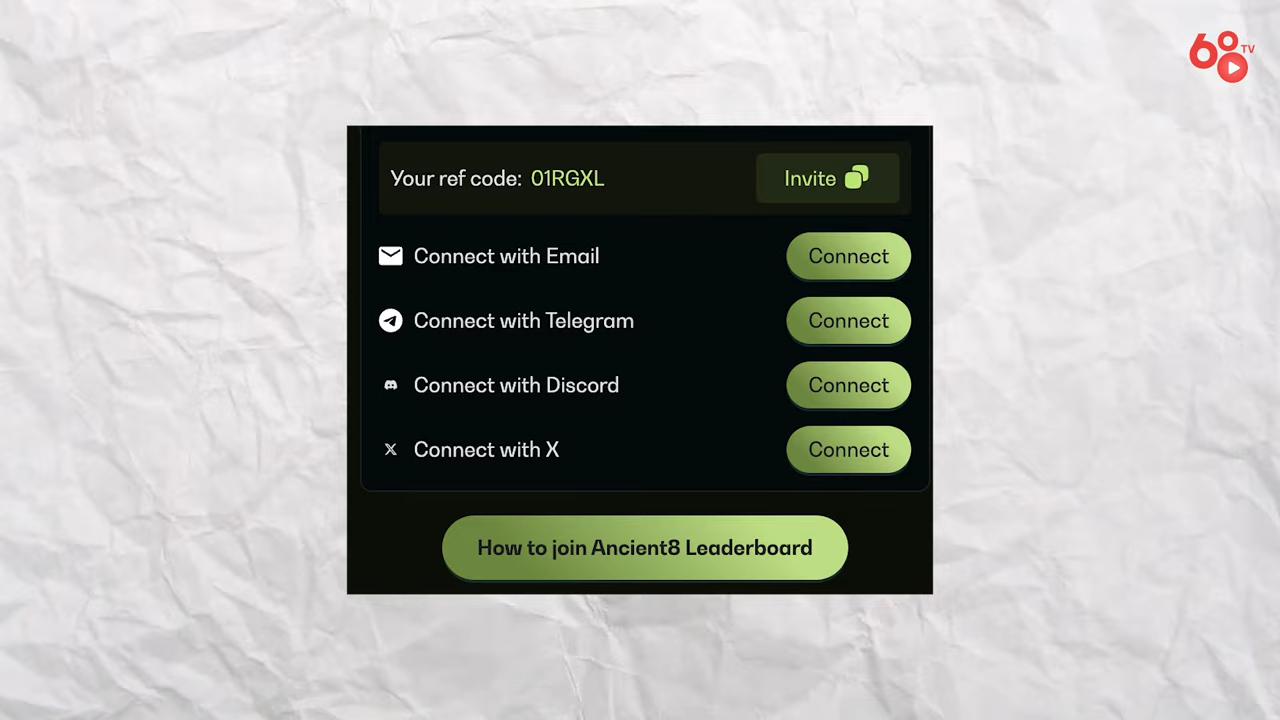 68 TV
Your ref code: 01RGXL
Invite
Connect with Email
Connect
Connect with Telegram
Connect
Connect with Discord
Connect
Connect with X
Connect
How to join Ancient8 Leaderboard